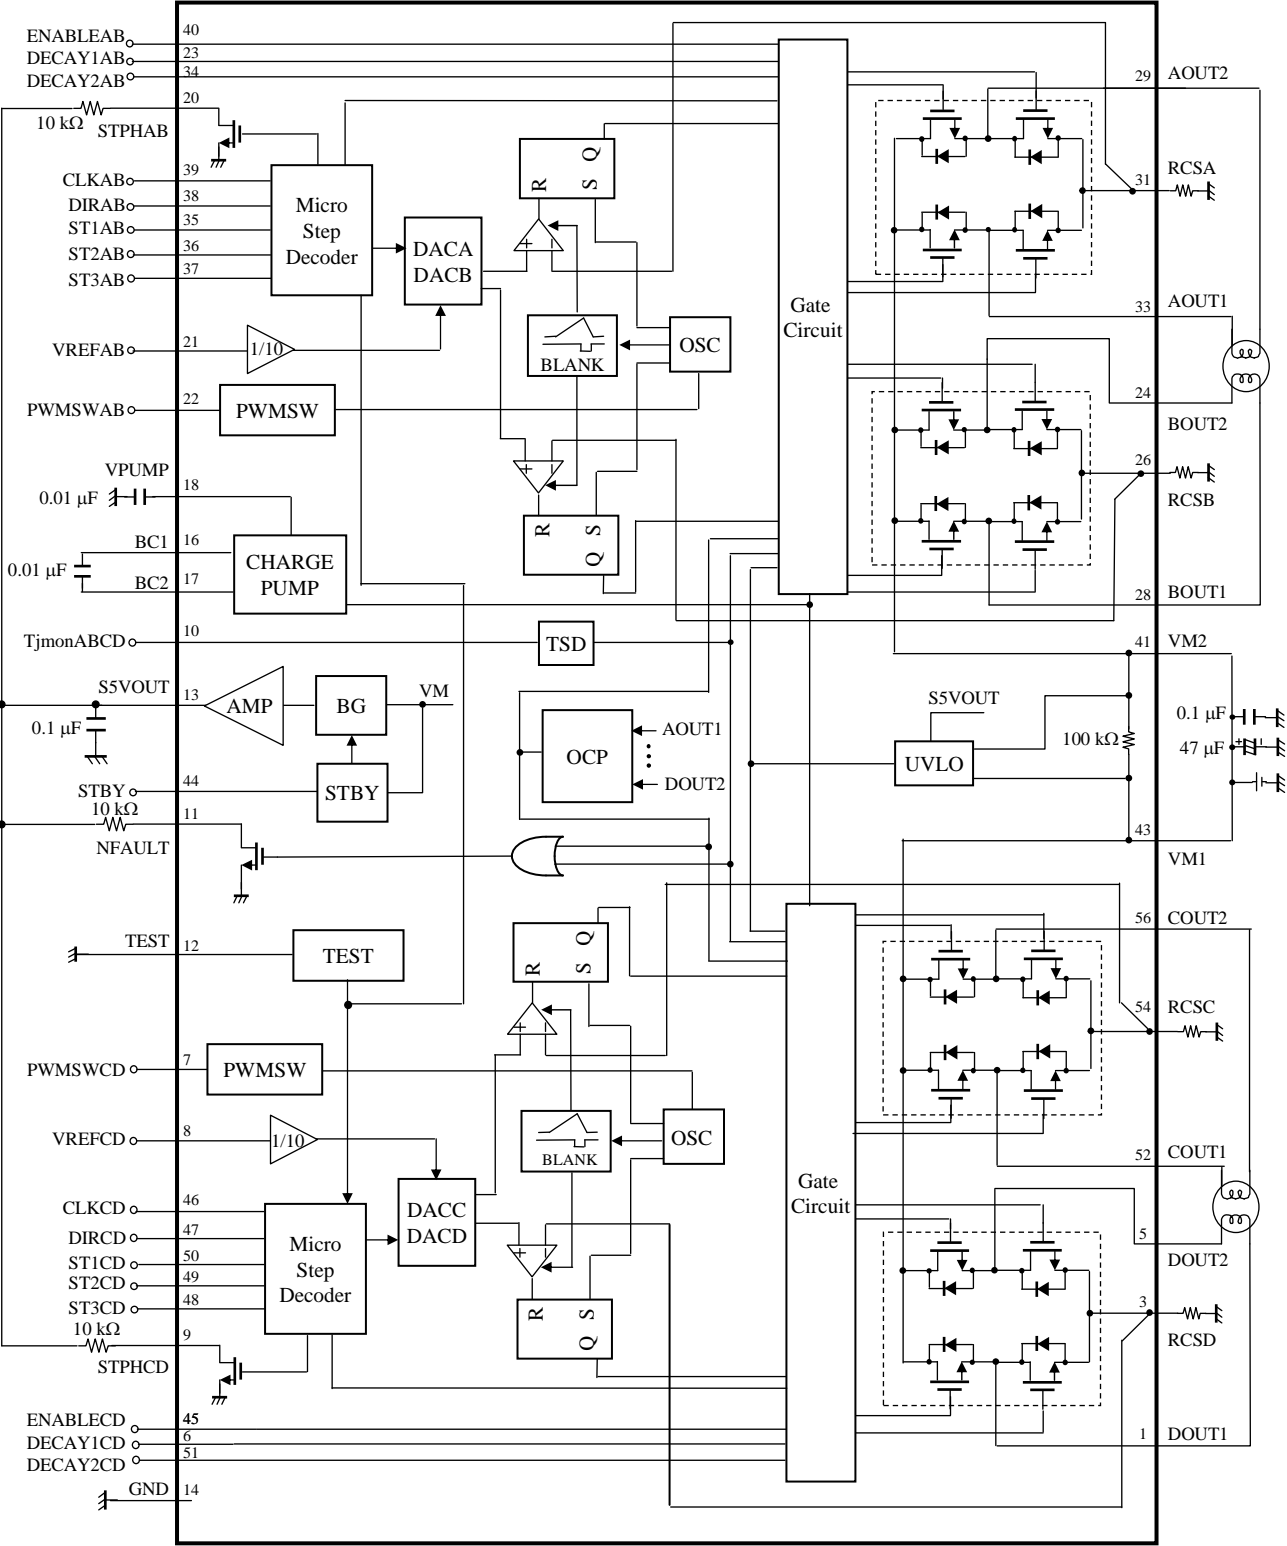 ENABLEAB 40
DECAY1AB 23
DECAY2AB 34
20
10 kΩ
STPHAB
CLKAB 39
DIRAB 38
ST1AB 35
ST2AB 36
ST3AB 37
Micro
Step
Decoder
DACA
DACB
R S Q
+ −
VREFAB 21
1/10
BLANK
OSC
PWMSWAB 22
PWMSW
+ −
R S
Q
Gate
Circuit
29 AOUT2
31 RCSA
33 AOUT1
24
BOUT2
26
RCSB
28 BOUT1
VPUMP
18
0.01 µF
BC1 16
0.01 µF
BC2 17
CHARGE
PUMP
TjmonABCD 10
TSD
41 VM2
S5VOUT 13
0.1 µF
AMP
BG
VM
STBY 44
STBY
10 kΩ
11
NFAULT
OCP
AOUT1
DOUT2
S5VOUT
UVLO
100 kΩ
0.1 µF
47 µF
+
43
VM1
TEST 12
TEST
R S Q
+ −
PWMSWCD 7
PWMSW
VREFCD 8
1/10
BLANK
OSC
CLKCD 46
DIRCD 47
ST1CD 50
ST2CD 49
ST3CD 48
Micro
Step
Decoder
DACC
DACD
+ −
R S
Q
10 kΩ
9
STPHCD
Gate
Circuit
56 COUT2
54 RCSC
52 COUT1
5
DOUT2
3
RCSD
1 DOUT1
ENABLECD 45
DECAY1CD 6
DECAY2CD 51
GND 14